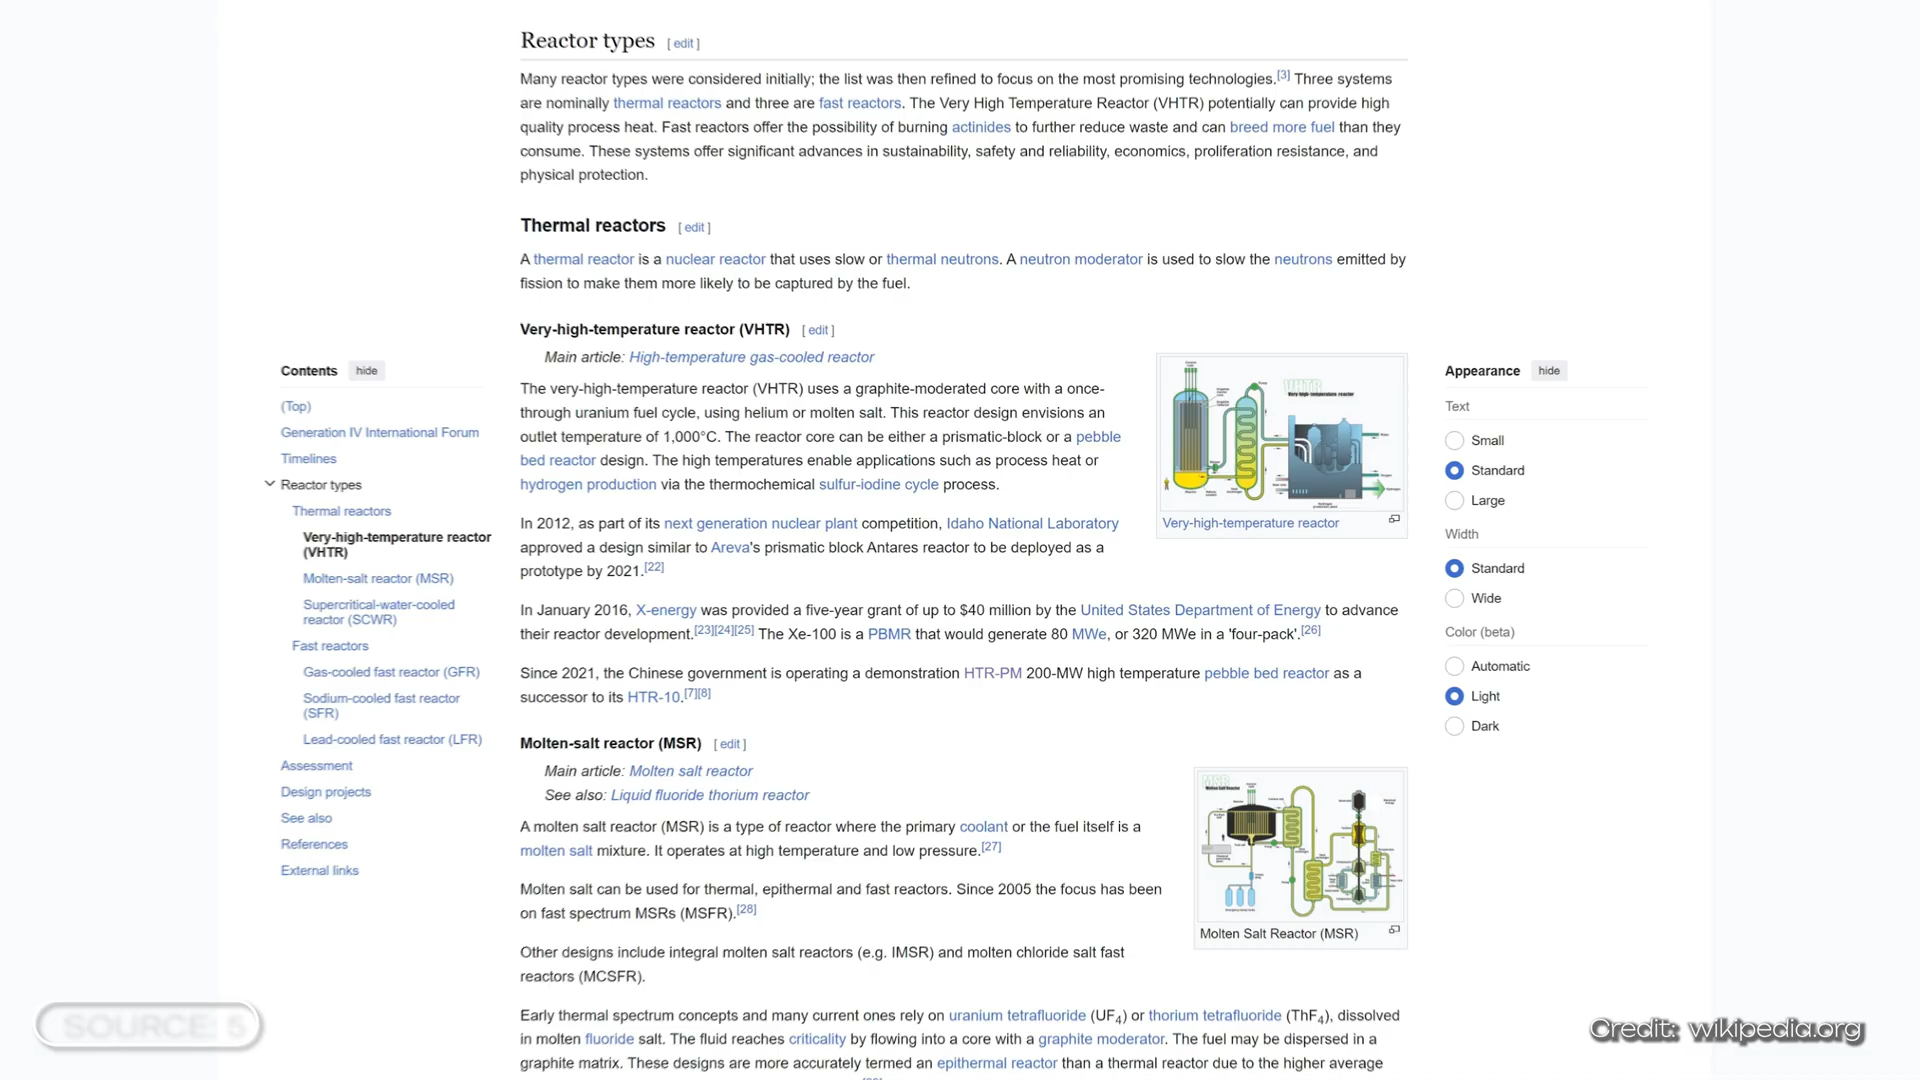 Reactor types [ edit ]
Many reactor types were considered initially; the list was then refined to focus on the most promising technologies.[3] Three systems
are nominally thermal reactors and three are fast reactors. The Very High Temperature Reactor (VHTR) potentially can provide high
quality process heat. Fast reactors offer the possibility of burning actinides to further reduce waste and can breed more fuel than they
consume. These systems offer significant advances in sustainability, safety and reliability, economics, proliferation resistance, and
physical protection.
Thermal reactors [ edit ]
A thermal reactor is a nuclear reactor that uses slow or thermal neutrons. A neutron moderator is used to slow the neutrons emitted by
fission to make them more likely to be captured by the fuel.
Very-high-temperature reactor (VHTR) [ edit ]
Main article: High-temperature gas-cooled reactor
The very-high-temperature reactor (VHTR) uses a graphite-moderated core with a once-
through uranium fuel cycle, using helium or molten salt. This reactor design envisions an
outlet temperature of 1,000°C. The reactor core can be either a prismatic-block or a pebble
bed reactor design. The high temperatures enable applications such as process heat or
hydrogen production via the thermochemical sulfur-iodine cycle process.
VHTR
Very-high-temperature reactor
Very-high-temperature reactor
In 2012, as part of its next generation nuclear plant competition, Idaho National Laboratory
approved a design similar to Areva's prismatic block Antares reactor to be deployed as a
prototype by 2021.[22]
In January 2016, X-energy was provided a five-year grant of up to $40 million by the United States Department of Energy to advance
their reactor development.[23][24][25] The Xe-100 is a PBMR that would generate 80 MWe, or 320 MWe in a 'four-pack'.[26]
Since 2021, the Chinese government is operating a demonstration HTR-PM 200-MW high temperature pebble bed reactor as a
successor to its HTR-10.[7][8]
Molten-salt reactor (MSR) [ edit ]
Main article: Molten salt reactor
See also: Liquid fluoride thorium reactor
A molten salt reactor (MSR) is a type of reactor where the primary coolant or the fuel itself is a
molten salt mixture. It operates at high temperature and low pressure.[27]
Molten salt can be used for thermal, epithermal and fast reactors. Since 2005 the focus has been
on fast spectrum MSRs (MSFR).[28]
MSR
Molten Salt Reactor
Molten Salt Reactor (MSR)
Other designs include integral molten salt reactors (e.g. IMSR) and molten chloride salt fast
reactors (MCSFR).
Early thermal spectrum concepts and many current ones rely on uranium tetrafluoride (UF4) or thorium tetrafluoride (ThF4), dissolved
in molten fluoride salt. The fluid reaches criticality by flowing into a core with a graphite moderator. The fuel may be dispersed in a
graphite matrix. These designs are more accurately termed an epithermal reactor than a thermal reactor due to the higher average
Contents hide
(Top)
Generation IV International Forum
Timelines
Reactor types
Thermal reactors
Very-high-temperature reactor
(VHTR)
Molten-salt reactor (MSR)
Supercritical-water-cooled
reactor (SCWR)
Fast reactors
Gas-cooled fast reactor (GFR)
Sodium-cooled fast reactor
(SFR)
Lead-cooled fast reactor (LFR)
Assessment
Design projects
See also
References
External links
Appearance hide
Text
Small
Standard
Large
Width
Standard
Wide
Color (beta)
Automatic
Light
Dark
SOURCE: 5
Credit: wikipedia.org